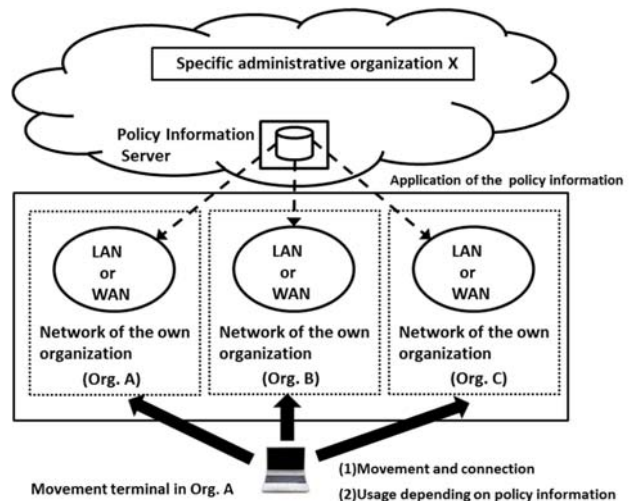 Specific administrative organization X
Policy Information
Server
Application of the policy information
LAN
or
WAN
Network of the own
organization
(Org. A)
LAN
or
WAN
Network of the own
organization
(Org. B)
LAN
or
WAN
Network of the own
organization
(Org. C)
Movement terminal in Org. A
(1)Movement and connection
(2)Usage depending on policy information